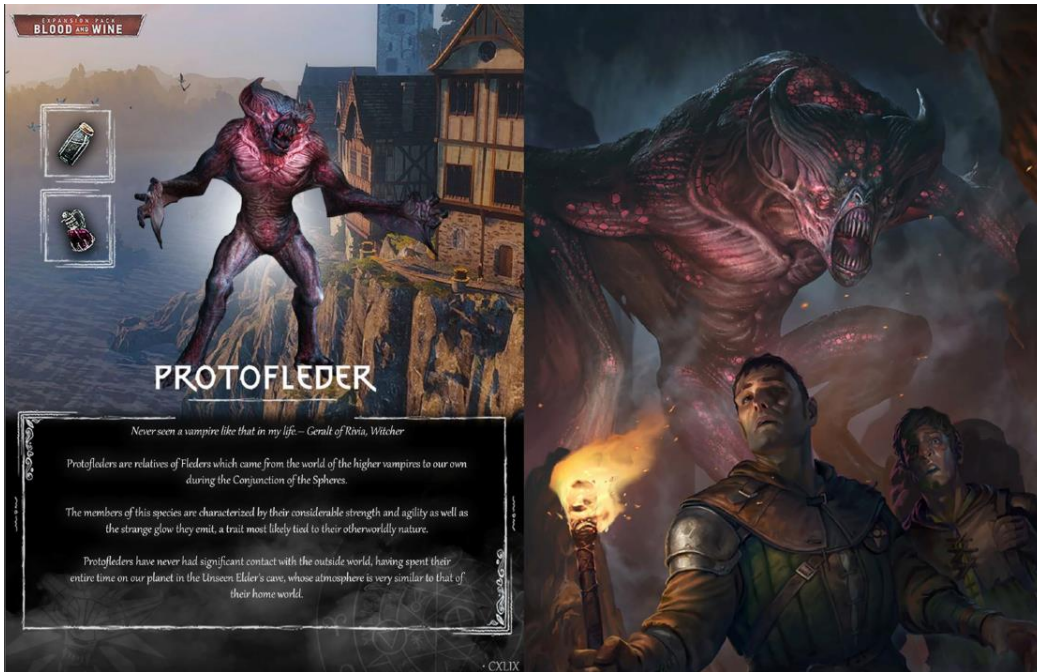 EXPANSION PACK
BLOOD AND WINE
PROTOFLEDER
Never seen a vampire like that in my life.– Geralt of Rivia, Witcher
Protofleders are relatives of Fleders which came from the world of the higher vampires to our own
during the Conjunction of the Spheres.
The members of this species are characterized by their considerable strength and agility as well as
the strange glow they emit, a trait most likely tied to their otherworldly nature.
Protofleders have never had significant contact with the outside world, having spent their
entire time on our planet in the Unseen Elder's cave, whose atmosphere is very similar to that of
their home world.
• CXLIX